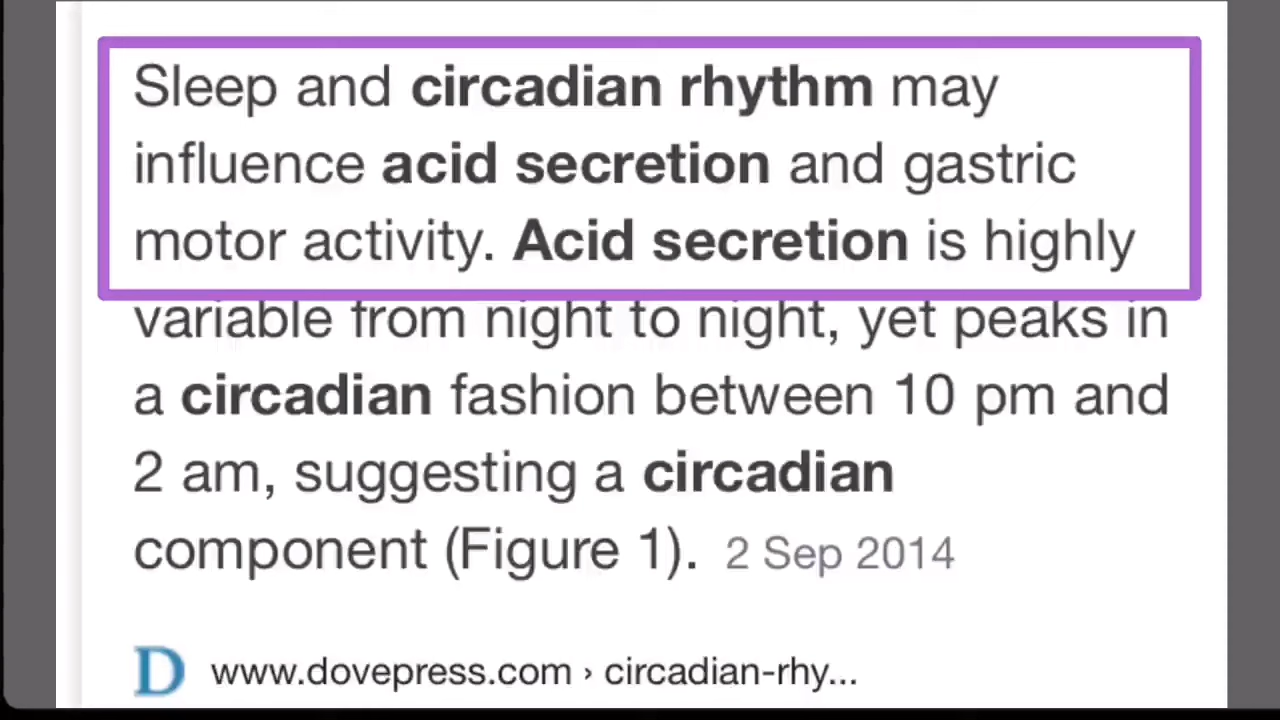 Sleep and circadian rhythm may
influence acid secretion and gastric
motor activity. Acid secretion is highly
variable from night to night, yet peaks in
a circadian fashion between 10 pm and
2 am, suggesting a circadian
component (Figure 1). 2 Sep 2014
D www.dovepress.com › circadian-rhy...